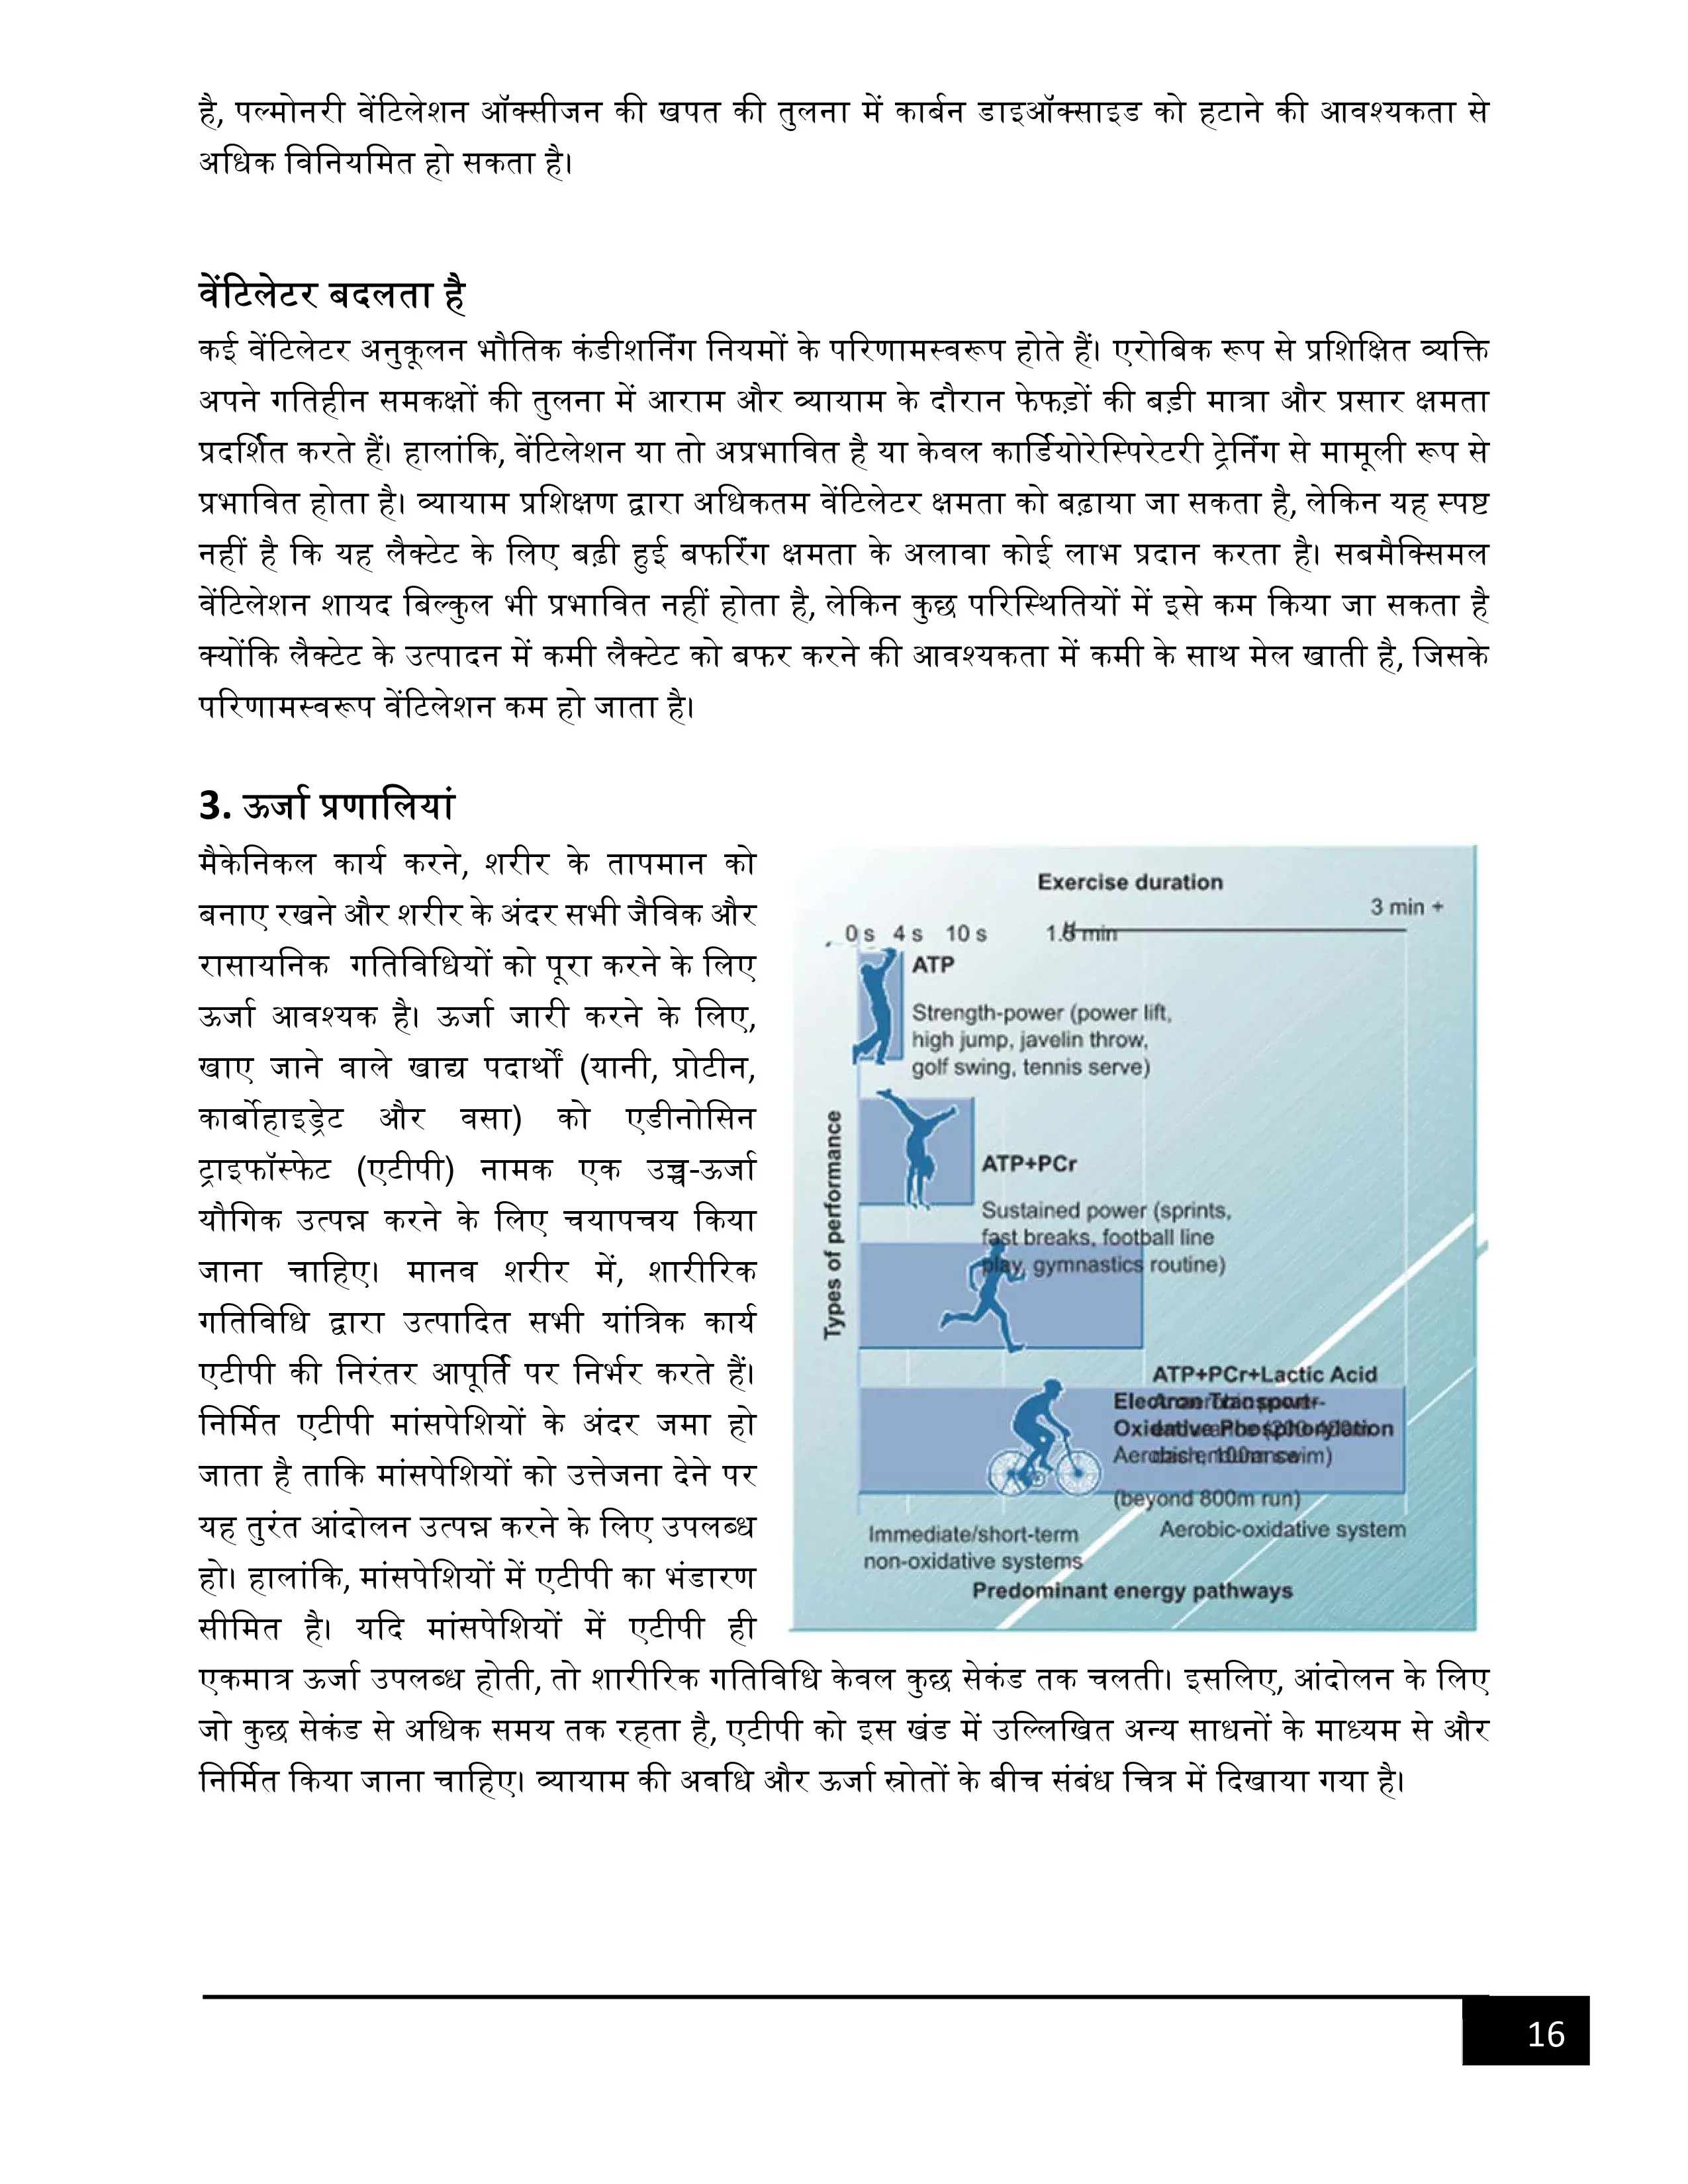 है, पल्मोनरी वेंटिलेशन ऑक्सीजन की खपत की तुलना में कार्बन डाइऑक्साइड को हटाने की आवश्यकता से
अधिक विनियमित हो सकता है।
वेंटिलेटर बदलता है
कई वेंटिलेटर अनुकूलन भौतिक कंडीशनिंग नियमों के परिणामस्वरूप होते हैं। एरोबिक रूप से प्रशिक्षित व्यक्ति
अपने गतिहीन समकक्षों की तुलना में आराम और व्यायाम के दौरान फेफड़ों की बड़ी मात्रा और प्रसार क्षमता
प्रदर्शित करते हैं। हालांकि, वेंटिलेशन या तो अप्रभावित है या केवल कार्डियोरेस्पिरेटरी ट्रेनिंग से मामूली रूप से
प्रभावित होता है। व्यायाम प्रशिक्षण द्वारा अधिकतम वेंटिलेटर क्षमता को बढ़ाया जा सकता है, लेकिन यह स्पष्ट
नहीं है कि यह लैक्टेट के लिए बढ़ी हुई बफरिंग क्षमता के अलावा कोई लाभ प्रदान करता है। सबमैक्सिमल
वेंटिलेशन शायद बिल्कुल भी प्रभावित नहीं होता है, लेकिन कुछ परिस्थितियों में इसे कम किया जा सकता है
क्योंकि लैक्टेट के उत्पादन में कमी लैक्टेट को बफर करने की आवश्यकता में कमी के साथ मेल खाती है, जिसके
परिणामस्वरूप वेंटिलेशन कम हो जाता है।
3. ऊर्जा प्रणालियां
मैकेनिकल कार्य करने, शरीर के तापमान को
बनाए रखने और शरीर के अंदर सभी जैविक और
रासायनिक गतिविधियों को पूरा करने के लिए
ऊर्जा आवश्यक है। ऊर्जा जारी करने के लिए,
खाए जाने वाले खाद्य पदार्थों (यानी, प्रोटीन,
कार्बोहाइड्रेट और वसा) को एडीनोसिन
ट्राइफॉस्फेट (एटीपी) नामक एक उच्च-ऊर्जा
यौगिक उत्पन्न करने के लिए चयापचय किया
जाना चाहिए। मानव शरीर में, शारीरिक
गतिविधि द्वारा उत्पादित सभी यांत्रिक कार्य
एटीपी की निरंतर आपूर्ति पर निर्भर करते हैं।
निर्मित एटीपी मांसपेशियों के अंदर जमा हो
जाता है ताकि मांसपेशियों को उत्तेजना देने पर
यह तुरंत आंदोलन उत्पन्न करने के लिए उपलब्ध
हो। हालांकि, मांसपेशियों में एटीपी का भंडारण
सीमित है। यदि मांसपेशियों में एटीपी ही
एकमात्र ऊर्जा उपलब्ध होती, तो शारीरिक गतिविधि केवल कुछ सेकंड तक चलती। इसलिए, आंदोलन के लिए
जो कुछ सेकंड से अधिक समय तक रहता है, एटीपी को इस खंड में उल्लिखित अन्य साधनों के माध्यम से और
निर्मित किया जाना चाहिए। व्यायाम की अवधि और ऊर्जा स्रोतों के बीच संबंध चित्र में दिखाया गया है।
Exercise duration
3 min +
0 s 4 s 10 s min
ATP
Strength-power (power lift,
high jump, javelin throw,
golf swing, tennis serve)
Types of performance
ATP+PCr
Sustained power (sprints,
fast breaks, football line
play, gymnastics routine)
ATP+PCr+Lactic Acid
Electron Transport-
Oxidative Phosphorylation
(beyond 800m run)
Immediate/short-term
non-oxidative systems
Aerobic-oxidative system
Predominant energy pathways
16